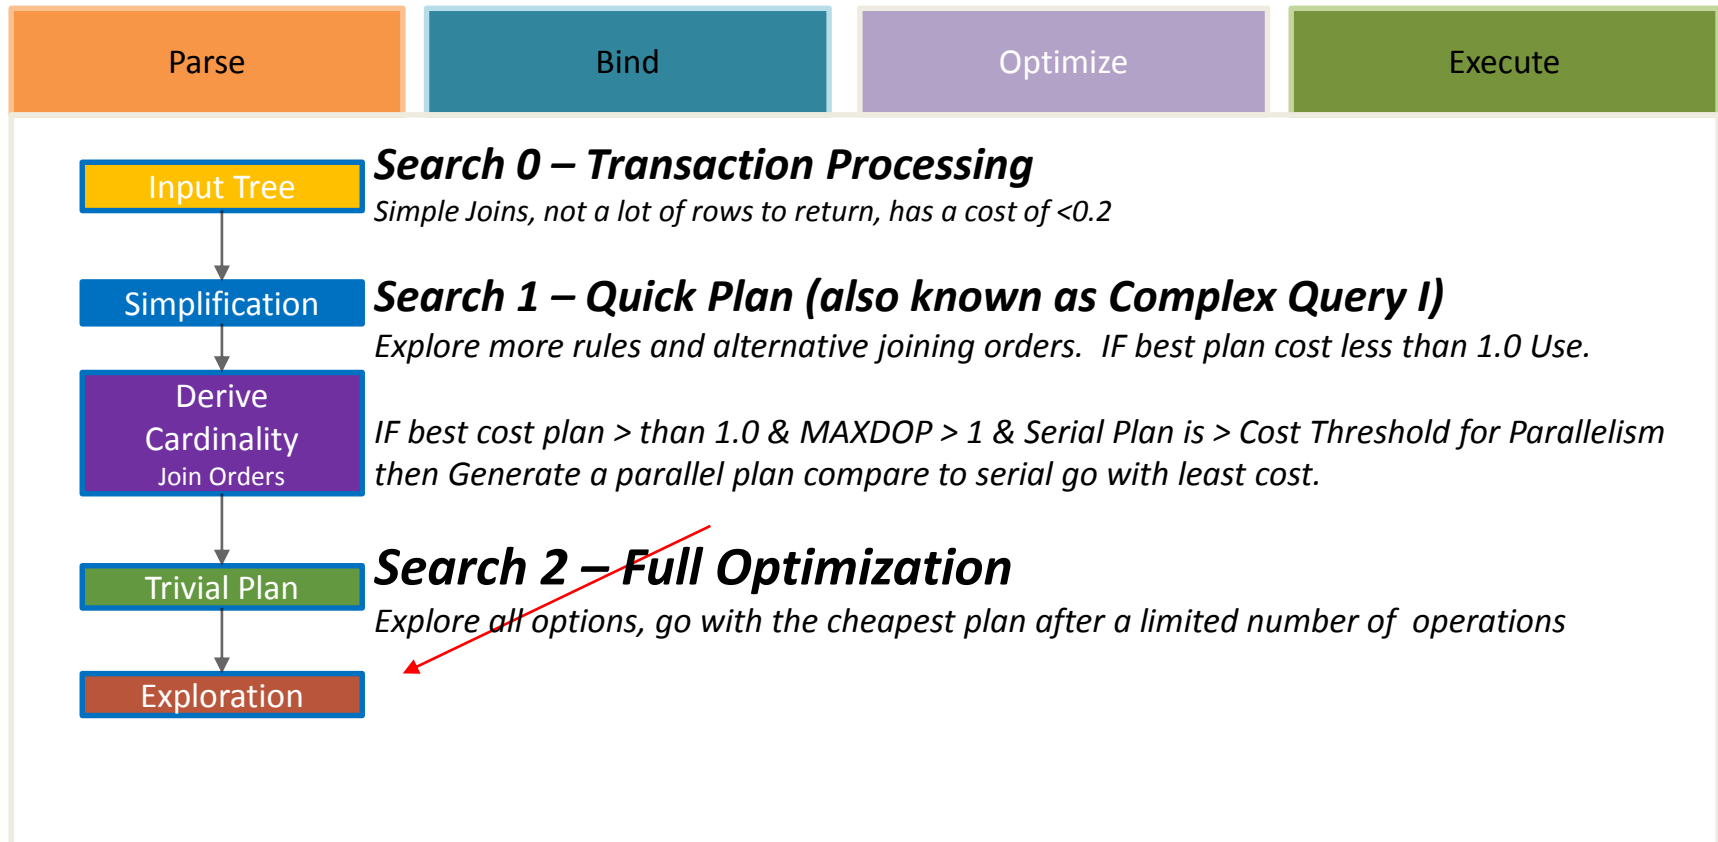 Parse
Bind
Optimize
Execute
Input Tree
Simplification
Derive
Cardinality
Join Orders
Trivial Plan
Exploration
Search 0 – Transaction Processing
Simple Joins, not a lot of rows to return, has a cost of <0.2
Search 1 – Quick Plan (also known as Complex Query I)
Explore more rules and alternative joining orders.  IF best plan cost less than 1.0 Use.
IF best cost plan > than 1.0 & MAXDOP > 1 & Serial Plan is > Cost Threshold for Parallelism
then Generate a parallel plan compare to serial go with least cost.
Search 2 – Full Optimization
Explore all options, go with the cheapest plan after a limited number of  operations